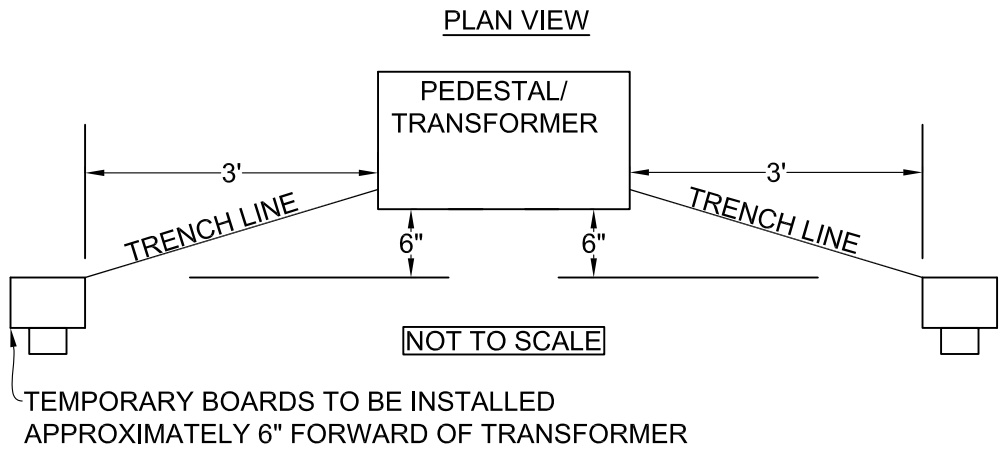 PLAN VIEW
PEDESTAL/
TRANSFORMER
3'
3'
TRENCH LINE
TRENCH LINE
6"
6"
NOT TO SCALE
TEMPORARY BOARDS TO BE INSTALLED
APPROXIMATELY 6" FORWARD OF TRANSFORMER